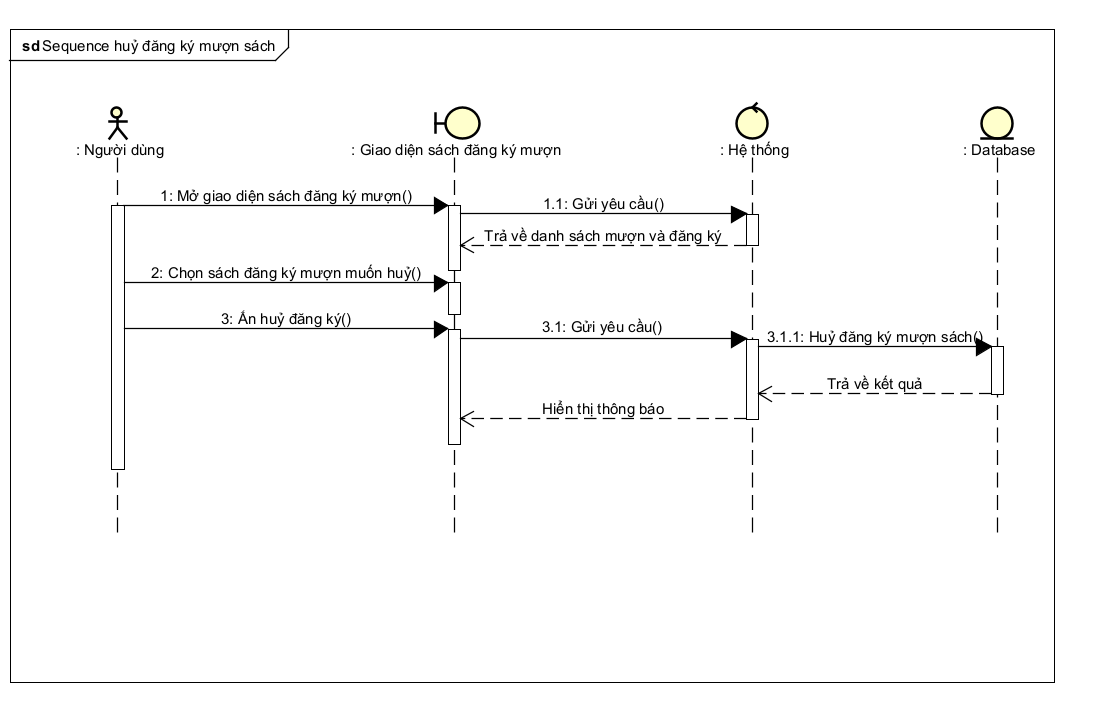 sd Sequence huỷ đăng ký mượn sách
: Người dùng
: Giao diện sách đăng ký mượn
: Hệ thống
: Database
1: Mở giao diện sách đăng ký mượn()
1.1: Gửi yêu cầu()
Trả về danh sách mượn và đăng ký
2: Chọn sách đăng ký mượn muốn huỷ()
3: Ấn huỷ đăng ký()
3.1: Gửi yêu cầu()
3.1.1: Huỷ đăng ký mượn sách()
Trả về kết quả
Hiển thị thông báo